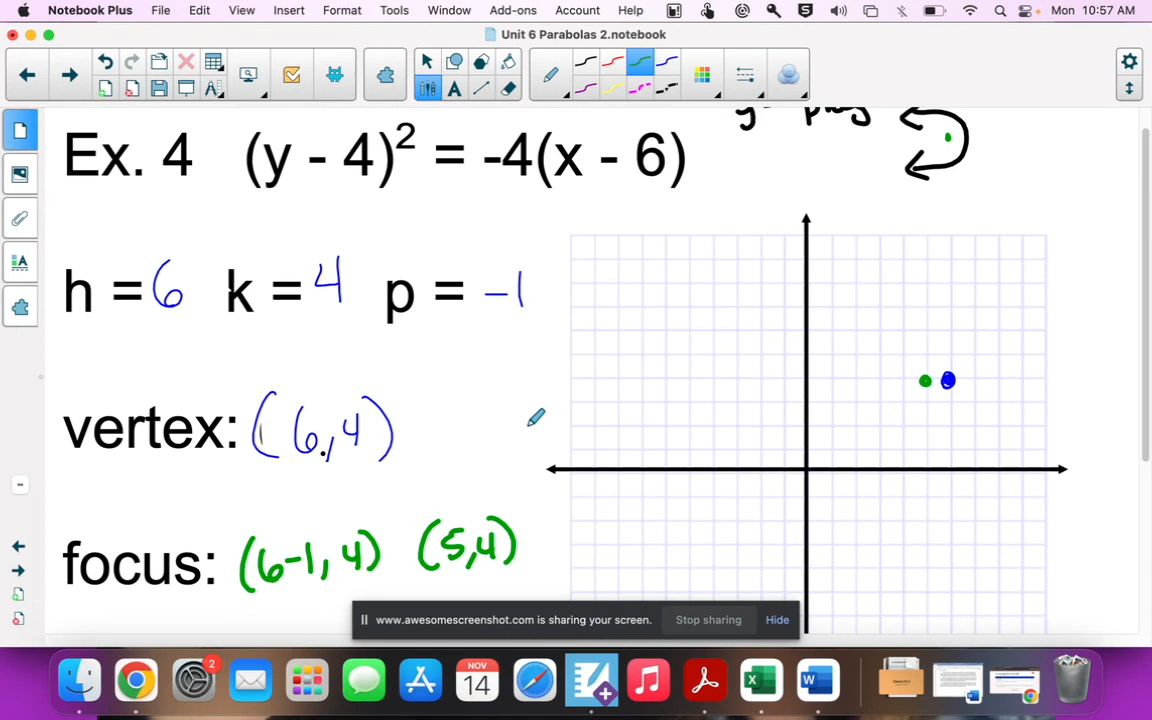 Notebook Plus File Edit View Insert Format Tools Window Add-ons Account Help Mon 10:57 AM
Unit 6 Parabolas 2.notebook
Ex. 4 (y - 4)² = -4(x - 6)
h = 6 k = 4 p = -1
vertex: (6,4)
focus: (6-1, 4) (5,4)
www.awesomescreenshot.com is sharing your screen. Stop sharing Hide
2
NOV
14